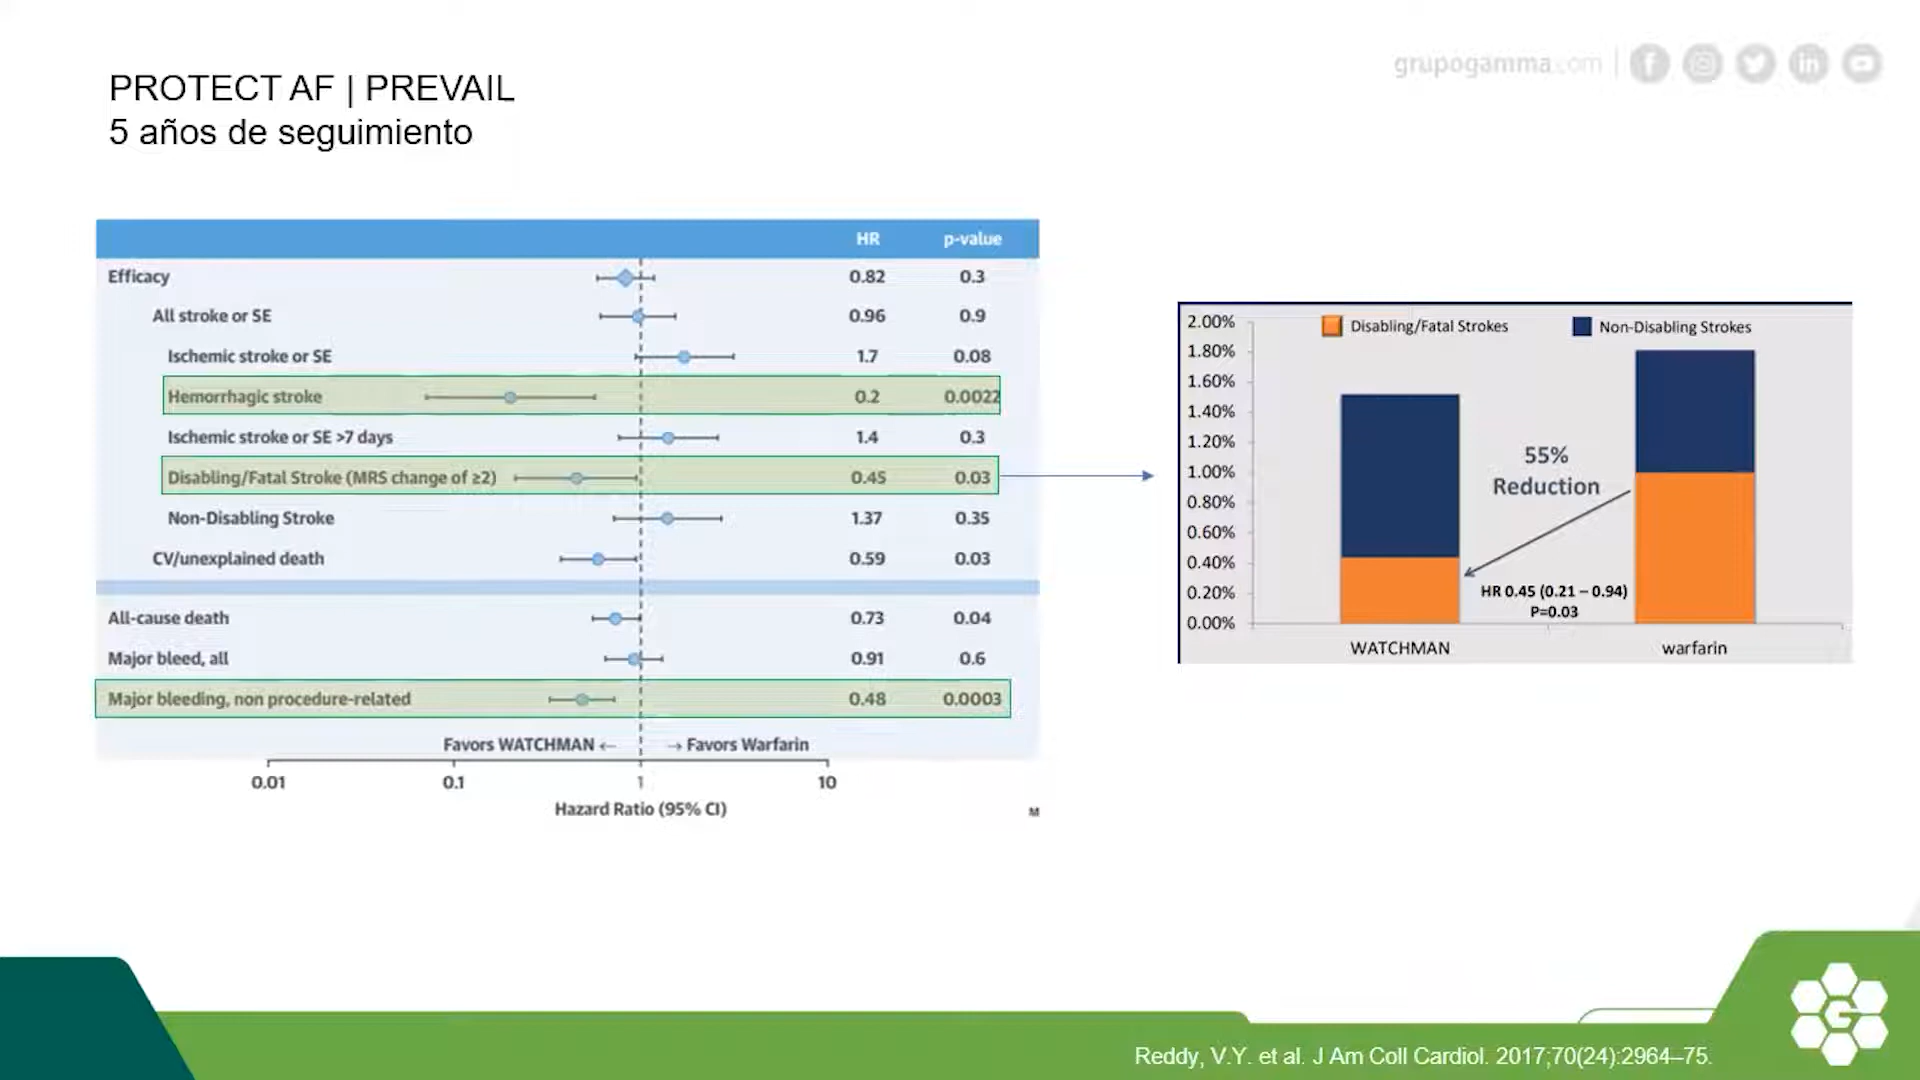 grupogamma.com
PROTECT AF | PREVAIL
5 años de seguimiento
HR p-value
Efficacy 0.82 0.3
All stroke or SE 0.96 0.9
Ischemic stroke or SE 1.7 0.08
Hemorrhagic stroke 0.2 0.0022
Ischemic stroke or SE >7 days 1.4 0.3
Disabling/Fatal Stroke (MRS change of ≥2) 0.45 0.03
Non-Disabling Stroke 1.37 0.35
CV/unexplained death 0.59 0.03
All-cause death 0.73 0.04
Major bleed, all 0.91 0.6
Major bleeding, non procedure-related 0.48 0.0003
Favors WATCHMAN ← → Favors Warfarin
0.01 0.1 1 10
Hazard Ratio (95% CI)
M
Disabling/Fatal Strokes Non-Disabling Strokes
2.00%
1.80%
1.60%
1.40%
1.20%
1.00%
0.80%
0.60%
0.40%
0.20%
0.00%
55%
Reduction
HR 0.45 (0.21 – 0.94)
P=0.03
WATCHMAN warfarin
Reddy, V.Y. et al. J Am Coll Cardiol. 2017;70(24):2964–75.